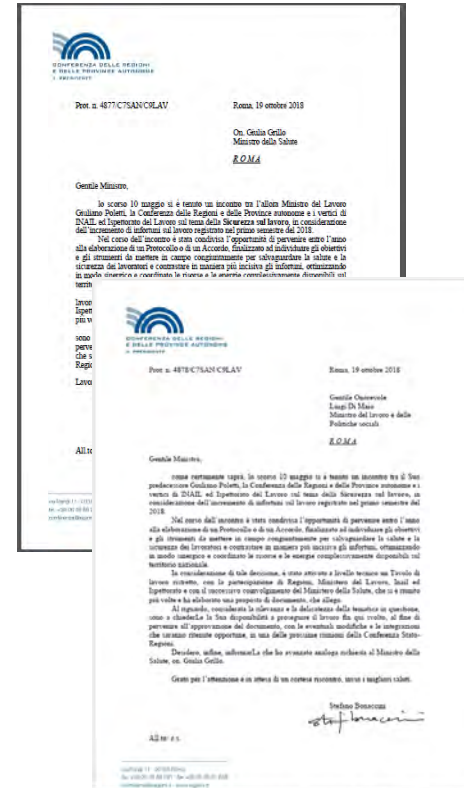 CONFERENZA DELLE REGIONI
E DELLE PROVINCE AUTONOME
IL PRESIDENTE
Prot. n. 4877/C7SAN/C9LAV
Roma, 19 ottobre 2018
On. Giulia Grillo
Ministro della Salute
ROMA
Gentile Ministro,
lo scorso 10 maggio si è tenuto un incontro tra l'allora Ministro del Lavoro
Giuliano Poletti, la Conferenza delle Regioni e delle Province autonome e i vertici di
INAIL ed Ispettorato del Lavoro sul tema della Sicurezza sul lavoro, in considerazione
dell'incremento di infortuni sul lavoro registrato nel primo semestre del 2018.
Nel corso dell'incontro è stata condivisa l'opportunità di pervenire entro l'anno
alla elaborazione di un Protocollo o di un Accordo, finalizzato ad individuare gli obiettivi
e gli strumenti da mettere in campo congiuntamente per salvaguardare la salute e la
sicurezza dei lavoratori e contrastare in maniera più incisiva gli infortuni, ottimizzando
in modo sinergico e coordinato le risorse e le energie complessivamente disponibili sul
territ
lavor
Ispett
più v
sono
perve
che s
Regio
Lavor
All.to
CONFERENZA DELLE REGIONI
E DELLE PROVINCE AUTONOME
IL PRESIDENTE
Prot. n. 4878/C7SAN/C9LAV
Roma, 19 ottobre 2018
Gentile Onorevole
Luigi Di Maio
Ministro del lavoro e delle
Politiche sociali
ROMA
Gentile Ministro,
come certamente saprà, lo scorso 10 maggio si è tenuto un incontro tra il Suo
predecessore Giuliano Poletti, la Conferenza delle Regioni e delle Province autonome e i
vertici di INAIL ed Ispettorato del Lavoro sul tema della Sicurezza sul lavoro, in
considerazione dell'incremento di infortuni sul lavoro registrato nel primo semestre del
2018.
Nel corso dell'incontro è stata condivisa l'opportunità di pervenire entro l'anno
alla elaborazione di un Protocollo o di un Accordo, finalizzato ad individuare gli obiettivi
e gli strumenti da mettere in campo congiuntamente per salvaguardare la salute e la
sicurezza dei lavoratori e contrastare in maniera più incisiva gli infortuni, ottimizzando
in modo sinergico e coordinato le risorse e le energie complessivamente disponibili sul
territorio nazionale.
In considerazione di tale decisione, è stato attivato a livello tecnico un Tavolo di
lavoro ristretto, con la partecipazione di Regioni, Ministero del Lavoro, Inail ed
Ispettorato e con il successivo coinvolgimento del Ministero della Salute, che si è riunito
più volte e ha elaborato una proposta di documento, che allego.
Al riguardo, considerata la rilevanza e la delicatezza della tematica in questione,
sono a chiederLe la Sua disponibilità a proseguire il lavoro fin qui svolto, al fine di
pervenire all'approvazione del documento, con le eventuali modifiche e le integrazioni
che saranno ritenute opportune, in una delle prossime riunioni della Conferenza Stato-
Regioni.
Desidero, infine, informarLa che ho avanzato analoga richiesta al Ministro della
Salute, on. Giulia Grillo.
Grato per l'attenzione e in attesa di un cortese riscontro, invio i migliori saluti.
Stefano Bonaccini
All.to: c.s.